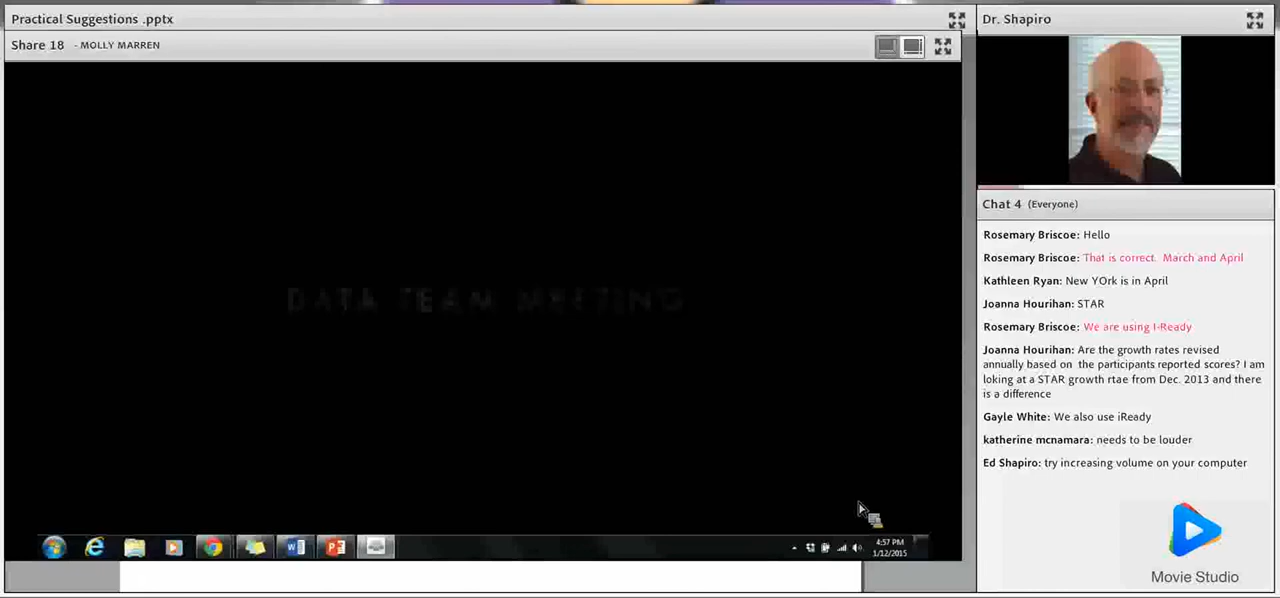 Practical Suggestions .pptx
Share 18 - MOLLY MARREN
DATA TEAM MEETING
4:57 PM
1/12/2015
Dr. Shapiro
Chat 4 (Everyone)
Rosemary Briscoe: Hello
Rosemary Briscoe: That is correct. March and April
Kathleen Ryan: New YOrk is in April
Joanna Hourihan: STAR
Rosemary Briscoe: We are using I-Ready
Joanna Hourihan: Are the growth rates revised
annually based on the participants reported scores? I am
loking at a STAR growth rtae from Dec. 2013 and there
is a difference
Gayle White: We also use iReady
katherine mcnamara: needs to be louder
Ed Shapiro: try increasing volume on your computer
Movie Studio